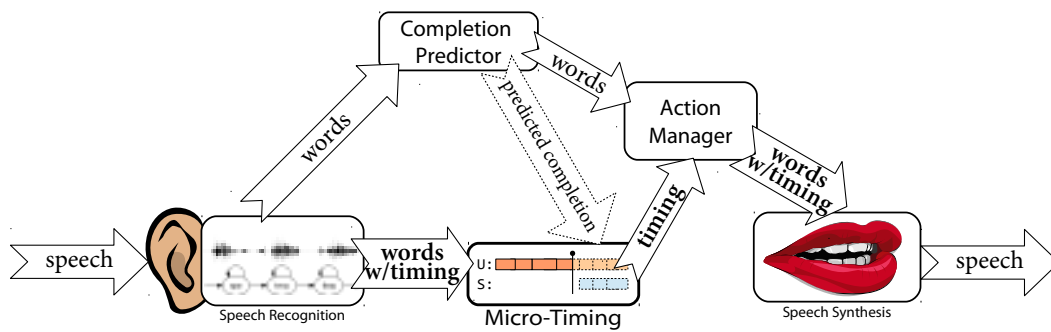 Completion
Predictor
words
words
predicted completion
Action
Manager
words
w/timing
timing
speech
words
w/timing
U:
S:
speech
Speech Recognition
Micro-Timing
Speech Synthesis